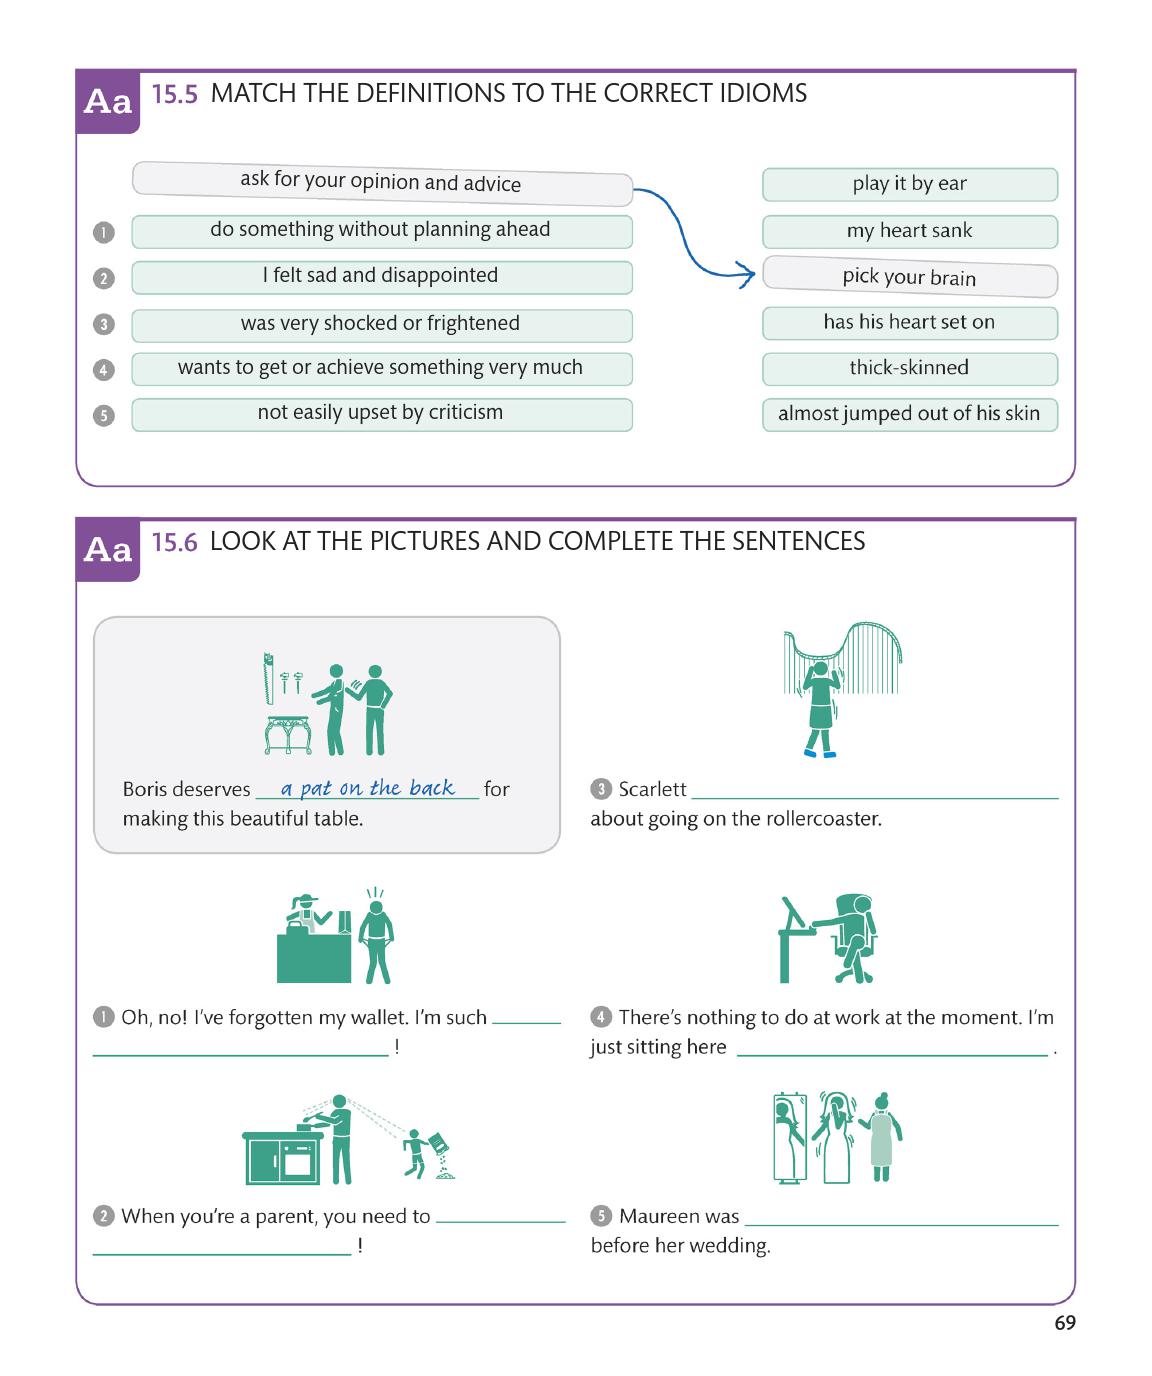 Aa 15.5 MATCH THE DEFINITIONS TO THE CORRECT IDIOMS
ask for your opinion and advice
1 do something without planning ahead
2 I felt sad and disappointed
3 was very shocked or frightened
4 wants to get or achieve something very much
5 not easily upset by criticism
play it by ear
my heart sank
pick your brain
has his heart set on
thick-skinned
almost jumped out of his skin
Aa 15.6 LOOK AT THE PICTURES AND COMPLETE THE SENTENCES
Boris deserves a pat on the back for
making this beautiful table.
1 Oh, no! I've forgotten my wallet. I'm such
!
2 When you're a parent, you need to
!
3 Scarlett
about going on the rollercoaster.
4 There's nothing to do at work at the moment. I'm
just sitting here .
5 Maureen was
before her wedding.
69